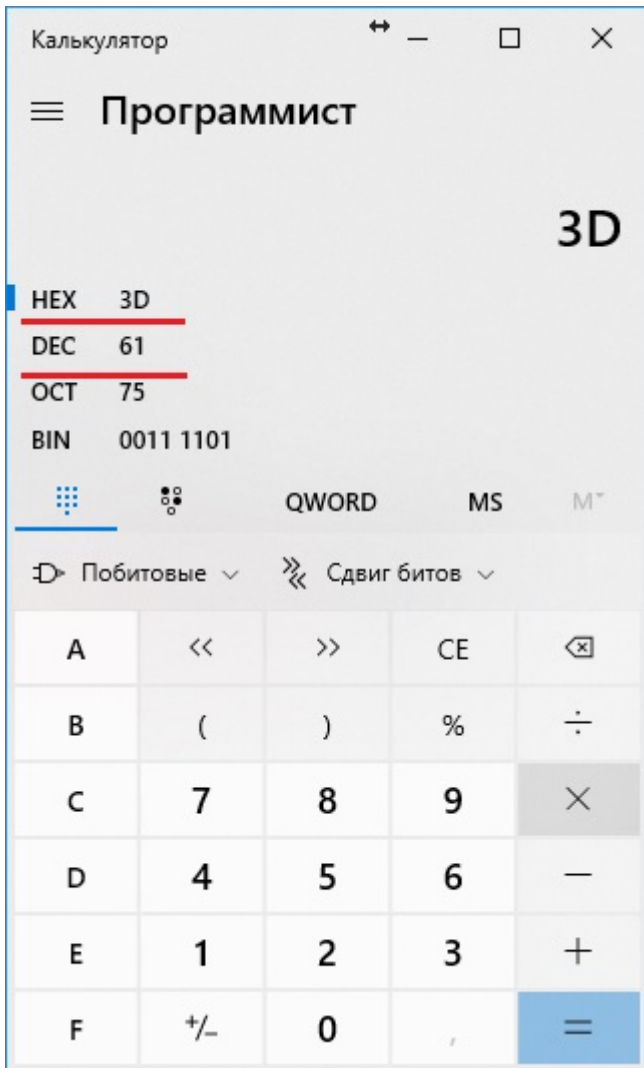 Калькулятор
Программист
3D
HEX 3D
DEC 61
OCT 75
BIN 0011 1101
QWORD MS M
Побитовые Сдвиг битов
A << >> CE
B ( ) % ÷
C 7 8 9 ×
D 4 5 6 −
E 1 2 3 +
F +/− 0 , =